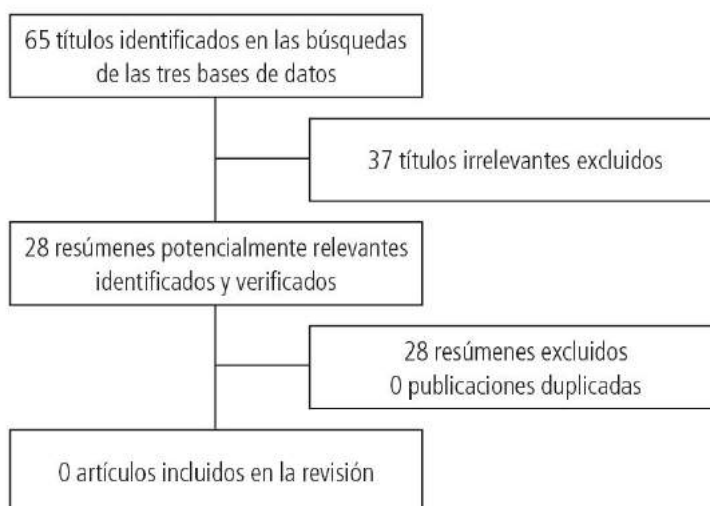 65 títulos identificados en las búsquedas
de las tres bases de datos
37 títulos irrelevantes excluidos
28 resúmenes potencialmente relevantes
identificados y verificados
28 resúmenes excluidos
0 publicaciones duplicadas
0 artículos incluidos en la revisión